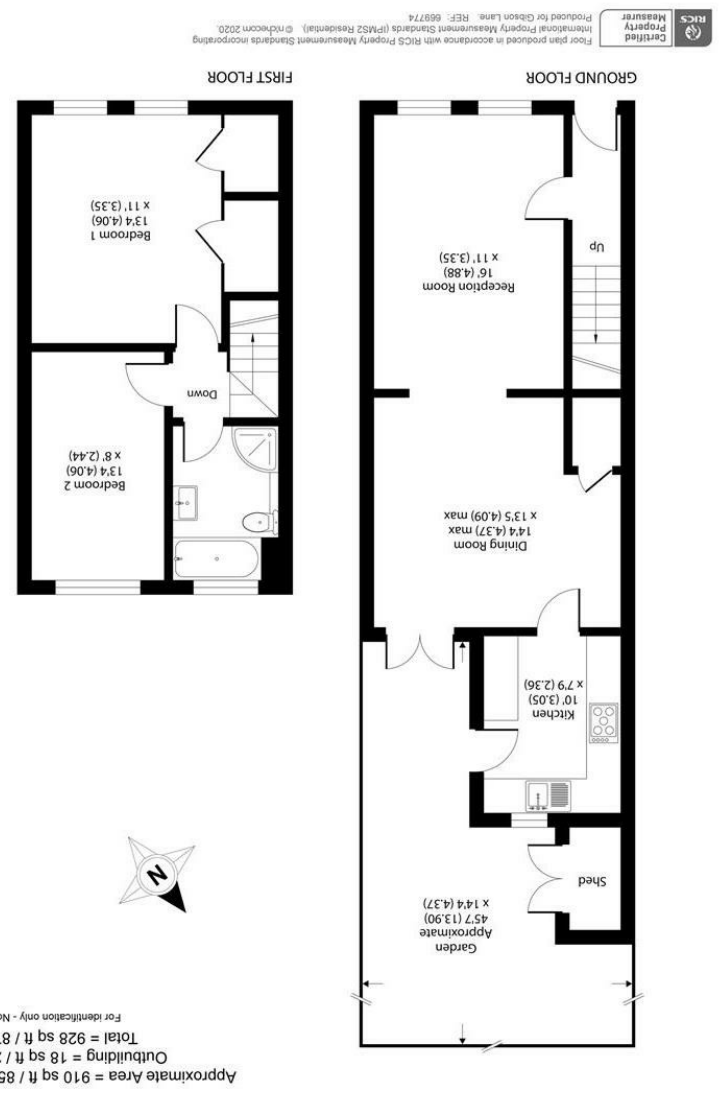 Approximate Area = 910 sq ft / 85
Outbuilding = 18 sq ft /
Total = 928 sq ft / 8
For identification only - No
N
Garden
Approximate
45'7 (13.90)
x 14'4 (4.37)
Shed
Kitchen
10' (3.05)
x 7'9 (2.36)
Dining Room
14'4 (4.37) max
x 13'5 (4.09) max
Reception Room
16' (4.88)
x 11' (3.35)
Up
GROUND FLOOR
Bedroom 2
13'4 (4.06)
x 8' (2.44)
Down
Bedroom 1
13'4 (4.06)
x 11' (3.35)
FIRST FLOOR
Certified
Property
Measurer
RICS
Floor plan produced in accordance with RICS Property Measurement Standards incorporating
International Property Measurement Standards (IPMS2 Residential). © nichecom 2020.
Produced for Gibson Lane. REF: 669774